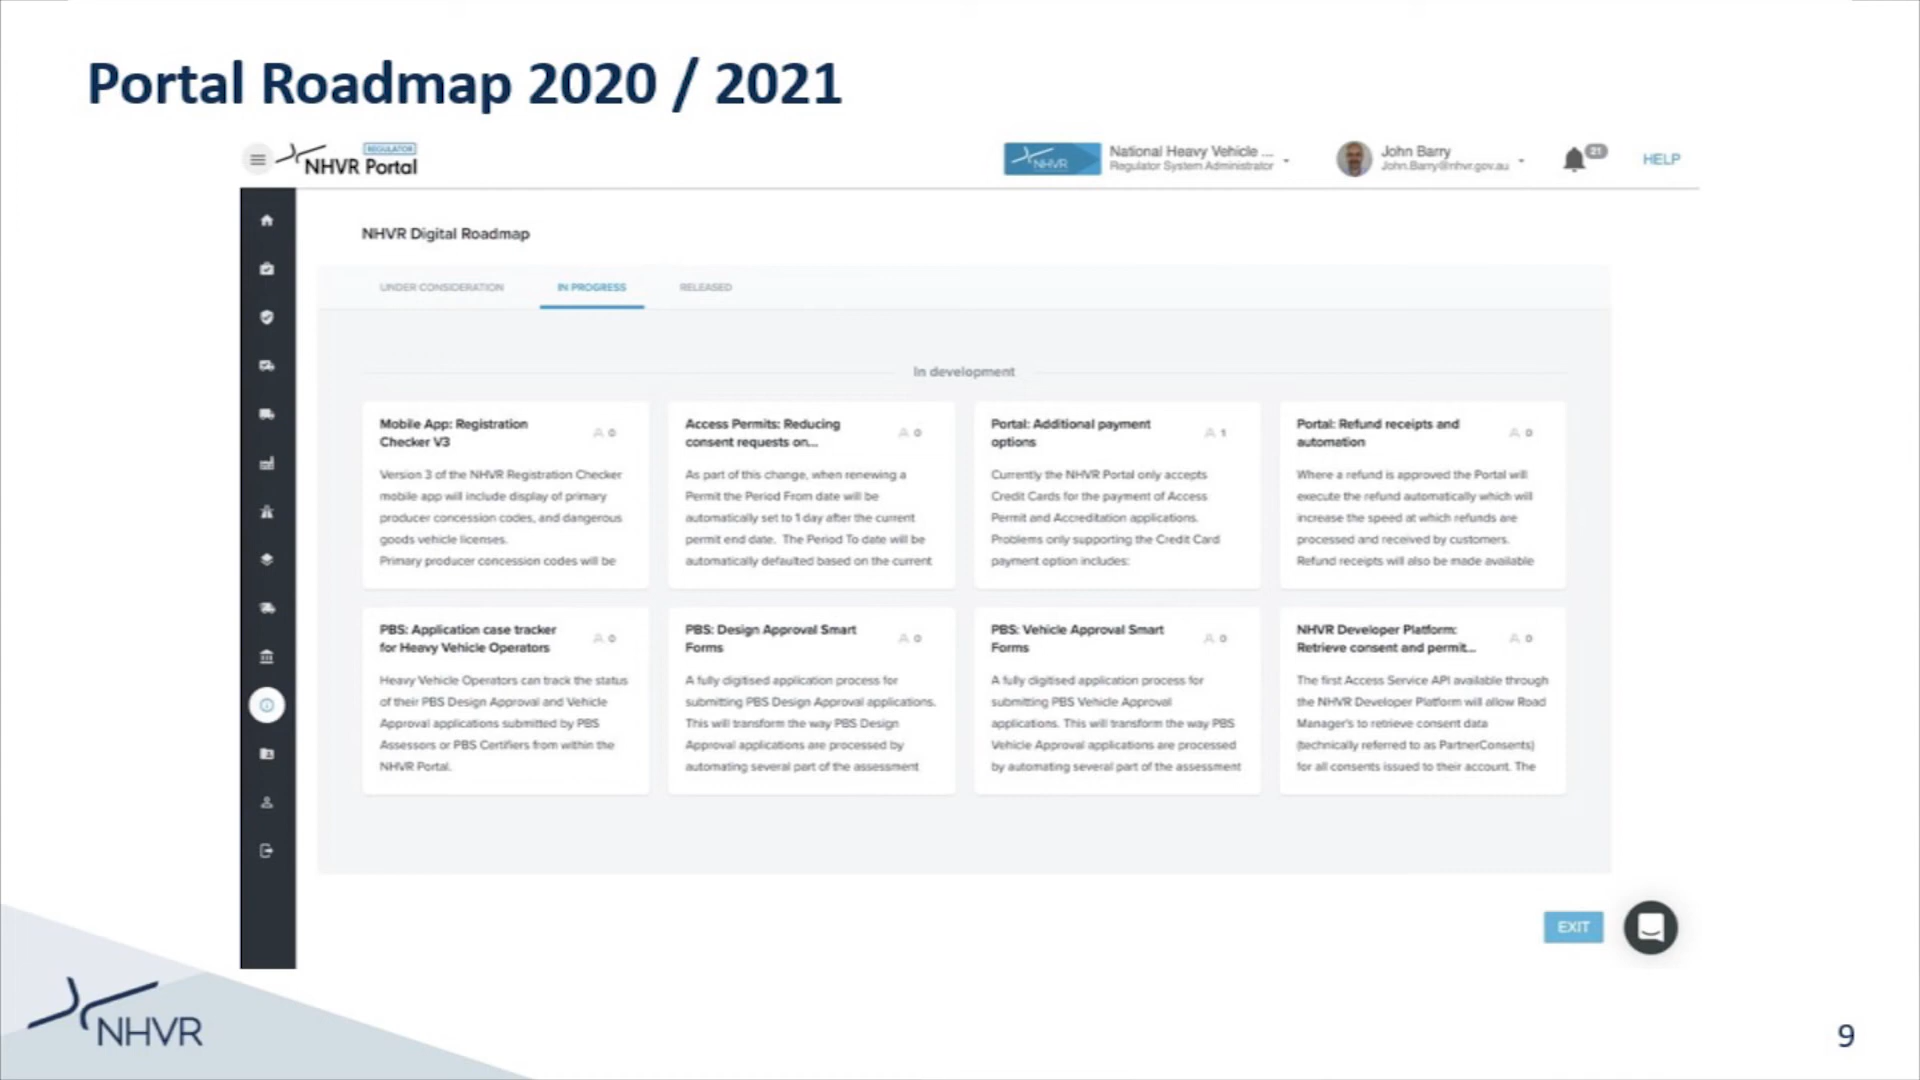 Portal Roadmap 2020 / 2021
REGULATOR
NHVR Portal
NHVR
National Heavy Vehicle ...
Regulator System Administrator
John Barry
John.Barry@nhvr.gov.au
21
HELP
NHVR Digital Roadmap
UNDER CONSIDERATION
IN PROGRESS
RELEASED
In development
Mobile App: Registration
Checker V3
0
Version 3 of the NHVR Registration Checker
mobile app will include display of primary
producer concession codes, and dangerous
goods vehicle licenses.
Primary producer concession codes will be
Access Permits: Reducing
consent requests on...
0
As part of this change, when renewing a
Permit the Period From date will be
automatically set to 1 day after the current
permit end date. The Period To date will be
automatically defaulted based on the current
Portal: Additional payment
options
1
Currently the NHVR Portal only accepts
Credit Cards for the payment of Access
Permit and Accreditation applications.
Problems only supporting the Credit Card
payment option includes:
Portal: Refund receipts and
automation
0
Where a refund is approved the Portal will
execute the refund automatically which will
increase the speed at which refunds are
processed and received by customers.
Refund receipts will also be made available
PBS: Application case tracker
for Heavy Vehicle Operators
0
Heavy Vehicle Operators can track the status
of their PBS Design Approval and Vehicle
Approval applications submitted by PBS
Assessors or PBS Certifiers from within the
NHVR Portal.
PBS: Design Approval Smart
Forms
0
A fully digitised application process for
submitting PBS Design Approval applications.
This will transform the way PBS Design
Approval applications are processed by
automating several part of the assessment
PBS: Vehicle Approval Smart
Forms
0
A fully digitised application process for
submitting PBS Vehicle Approval
applications. This will transform the way PBS
Vehicle Approval applications are processed
by automating several part of the assessment
NHVR Developer Platform:
Retrieve consent and permit...
0
The first Access Service API available through
the NHVR Developer Platform will allow Road
Manager's to retrieve consent data
(technically referred to as PartnerConsents)
for all consents issued to their account. The
EXIT
NHVR
9